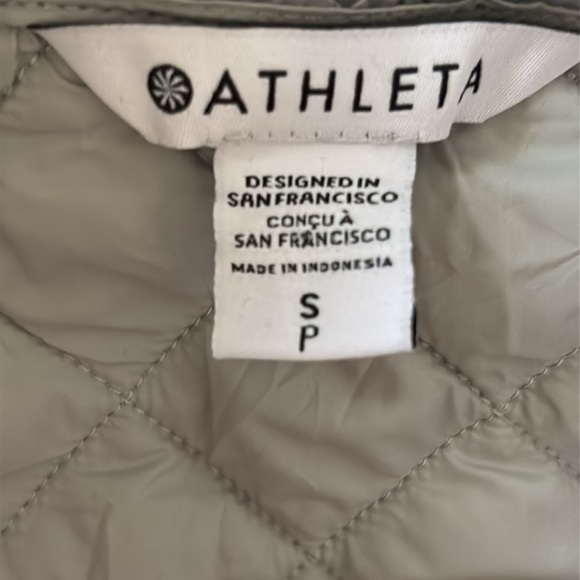 ATHLETA
DESIGNED IN
SAN FRANCISCO
CONÇU À
SAN FRANCISCO
MADE IN INDONESIA
S
P